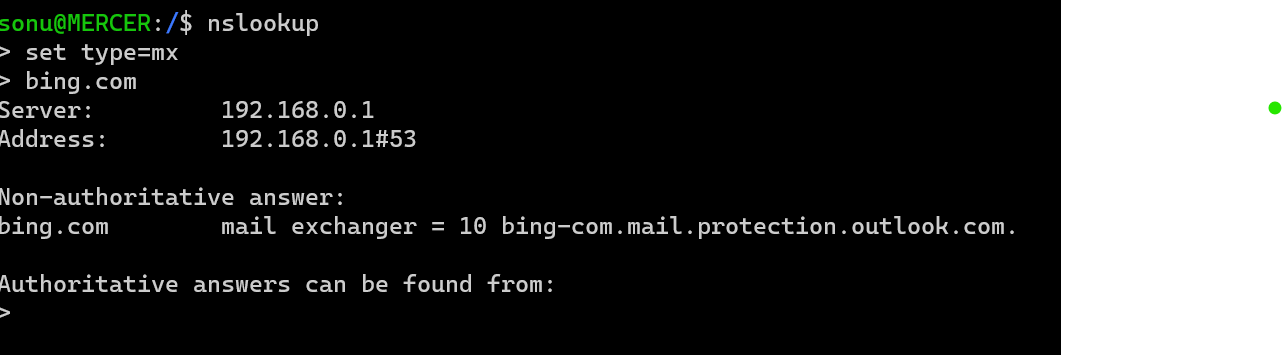 sonu@MERCER:/$ nslookup
> set type=mx
> bing.com
Server:         192.168.0.1
Address:        192.168.0.1#53

Non-authoritative answer:
bing.com        mail exchanger = 10 bing-com.mail.protection.outlook.com.

Authoritative answers can be found from:
>